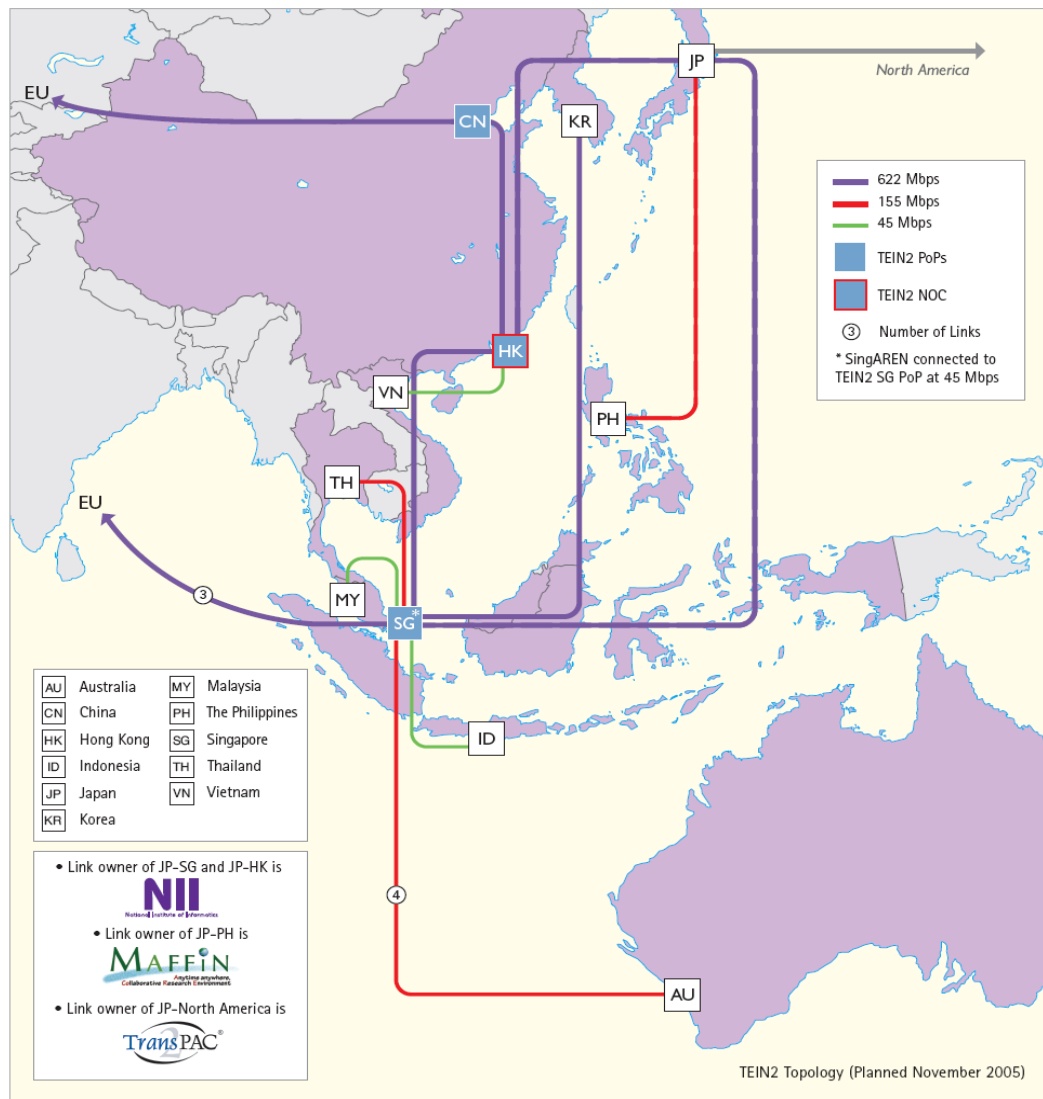 JP
North America
EU
CN
KR
622 Mbps
155 Mbps
45 Mbps
TEIN2 PoPs
TEIN2 NOC
3 Number of Links
* SingAREN connected to
TEIN2 SG PoP at 45 Mbps
HK
VN
PH
TH
EU
3
MY
SG*
ID
AU Australia
CN China
HK Hong Kong
ID Indonesia
JP Japan
KR Korea
MY Malaysia
PH The Philippines
SG Singapore
TH Thailand
VN Vietnam
• Link owner of JP-SG and JP-HK is
NII
National Institute of Informatics
• Link owner of JP-PH is
MAFFIN
Anytime anywhere,
Collaborative Research Environment
• Link owner of JP-North America is
TransPAC®
2
4
AU
TEIN2 Topology (Planned November 2005)